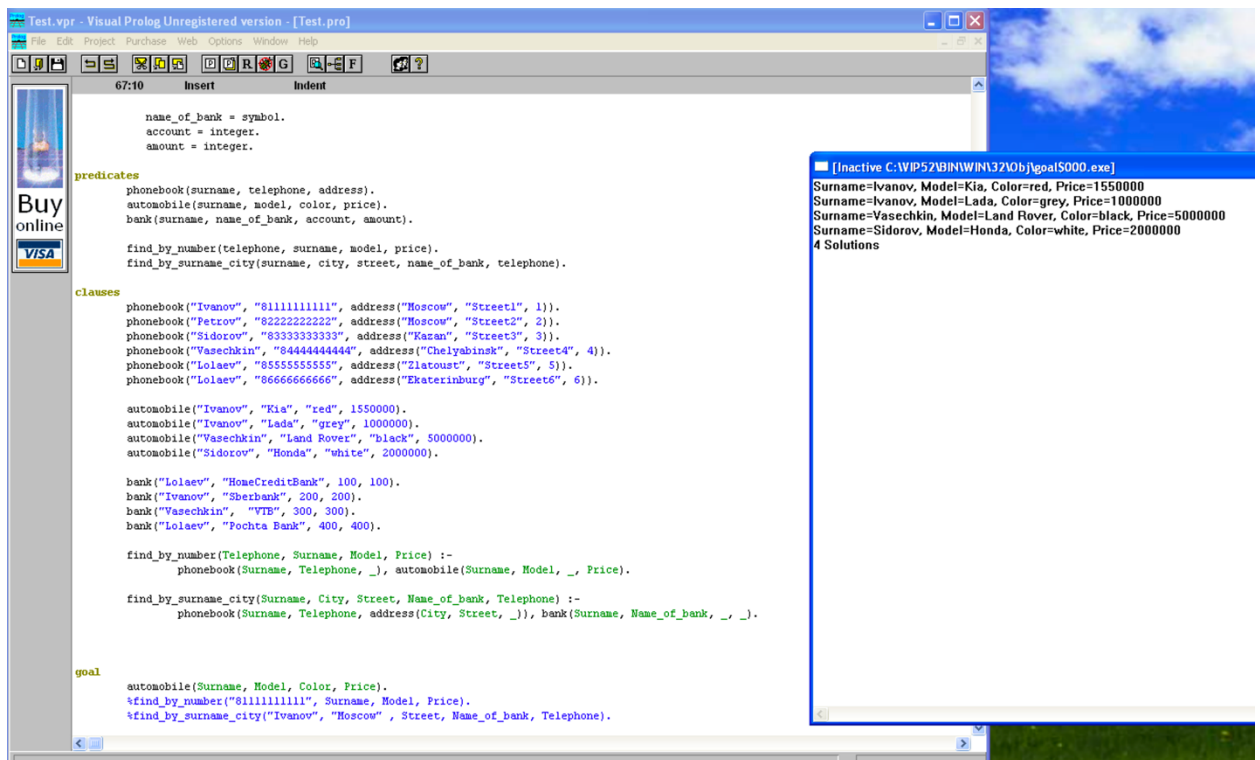 Test.vpr - Visual Prolog Unregistered version - [Test.pro]
File Edit Project Purchase Web Options Window Help
R G F ?
67:10 Insert Indent
name_of_bank = symbol.
account = integer.
amount = integer.
predicates
phonebook(surname, telephone, address).
automobile(surname, model, color, price).
bank(surname, name_of_bank, account, amount).
find_by_number(telephone, surname, model, price).
find_by_surname_city(surname, city, street, name_of_bank, telephone).
clauses
phonebook("Ivanov", "81111111111", address("Moscow", "Street1", 1)).
phonebook("Petrov", "82222222222", address("Moscow", "Street2", 2)).
phonebook("Sidorov", "83333333333", address("Kazan", "Street3", 3)).
phonebook("Vasechkin", "84444444444", address("Chelyabinsk", "Street4", 4)).
phonebook("Lolaev", "85555555555", address("Zlatoust", "Street5", 5)).
phonebook("Lolaev", "86666666666", address("Ekaterinburg", "Street6", 6)).
automobile("Ivanov", "Kia", "red", 1550000).
automobile("Ivanov", "Lada", "grey", 1000000).
automobile("Vasechkin", "Land Rover", "black", 5000000).
automobile("Sidorov", "Honda", "white", 2000000).
bank("Lolaev", "HomeCreditBank", 100, 100).
bank("Ivanov", "Sberbank", 200, 200).
bank("Vasechkin", "VTB", 300, 300).
bank("Lolaev", "Pochta Bank", 400, 400).
find_by_number(Telephone, Surname, Model, Price) :-
phonebook(Surname, Telephone, _), automobile(Surname, Model, _, Price).
find_by_surname_city(Surname, City, Street, Name_of_bank, Telephone) :-
phonebook(Surname, Telephone, address(City, Street, _)), bank(Surname, Name_of_bank, _, _).
goal
automobile(Surname, Model, Color, Price).
%find_by_number("81111111111", Surname, Model, Price).
%find_by_surname_city("Ivanov", "Moscow" , Street, Name_of_bank, Telephone).
Buy
online
VISA
[Inactive C:\VIP52\BIN\WIN\32\Obj\goal$000.exe]
Surname=Ivanov, Model=Kia, Color=red, Price=1550000
Surname=Ivanov, Model=Lada, Color=grey, Price=1000000
Surname=Vasechkin, Model=Land Rover, Color=black, Price=5000000
Surname=Sidorov, Model=Honda, Color=white, Price=2000000
4 Solutions